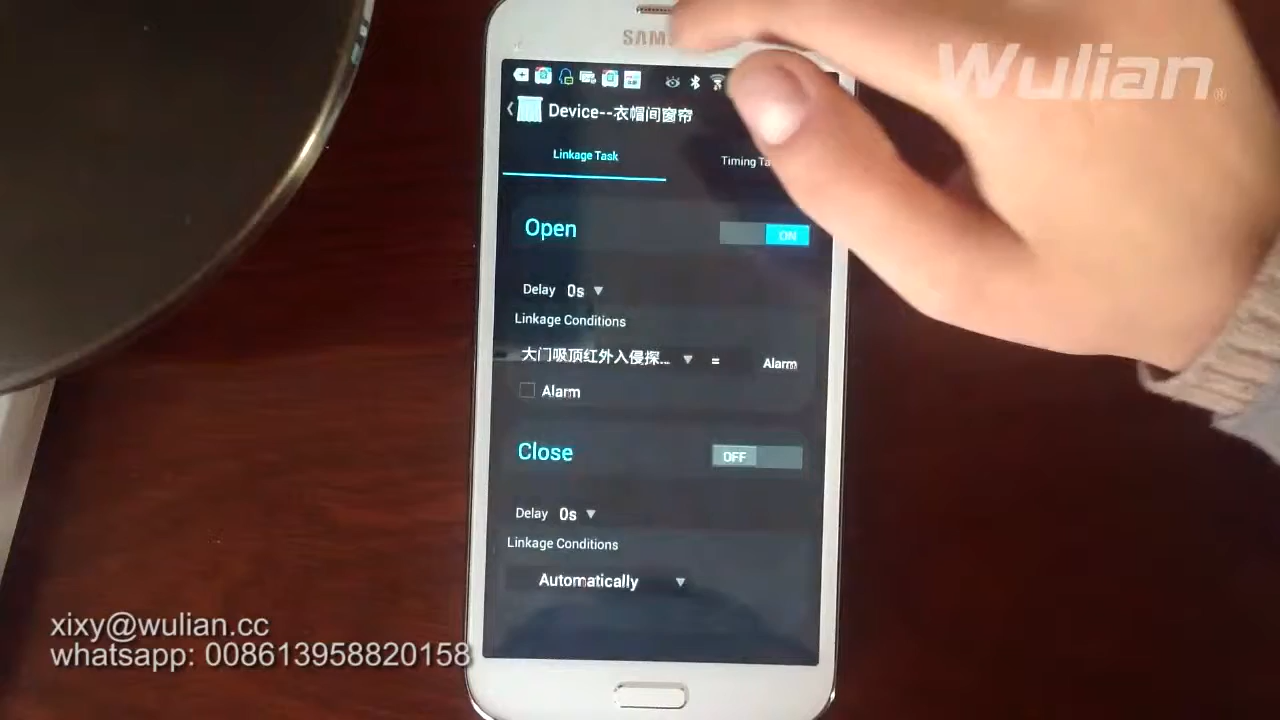 Wulian®
SAM
Device--衣帽间窗帘
Linkage Task
Timing Ta
Open
ON
Delay 0s
Linkage Conditions
大门吸顶红外入侵探... = Alarm
Alarm
Close
OFF
Delay 0s
Linkage Conditions
Automatically
xixy@wulian.cc
whatsapp: 008613958820158